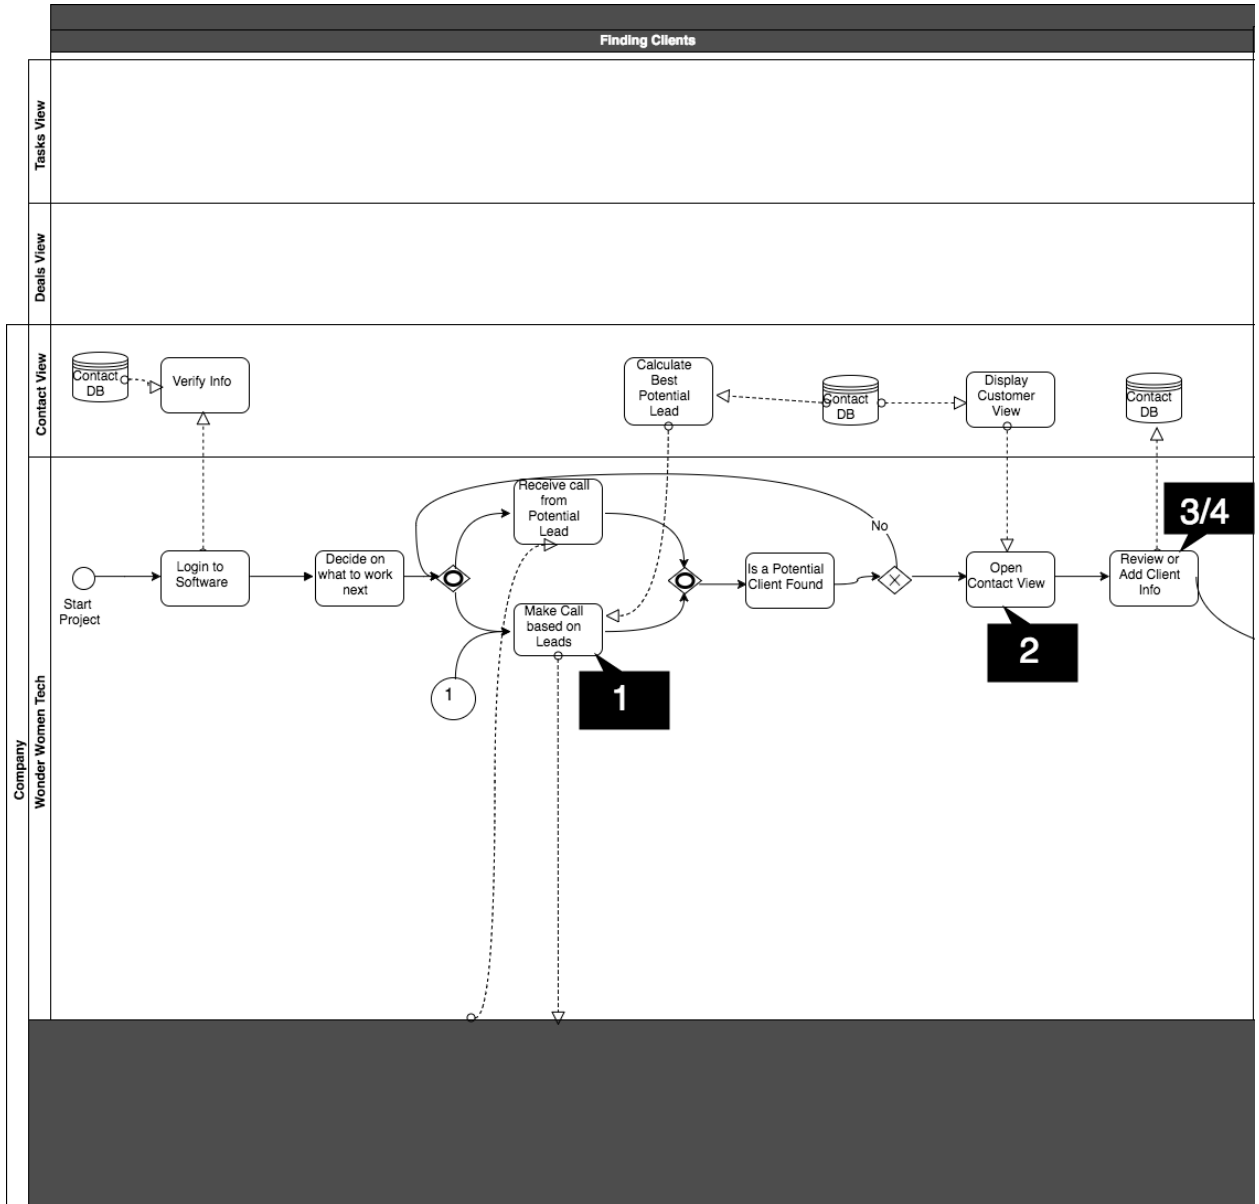 Finding Clients
Tasks View
Deals View
Contact View
Company
Wonder Women Tech
Contact
DB
Verify Info
Calculate
Best
Potential
Lead
Contact
DB
Display
Customer
View
Contact
DB
Receive call
from
Potential
Lead
No
3/4
Start
Project
Login to
Software
Decide on
what to work
next
Is a Potential
Client Found
Open
Contact View
Review or
Add Client
Info
Make Call
based on
Leads
1
1
2